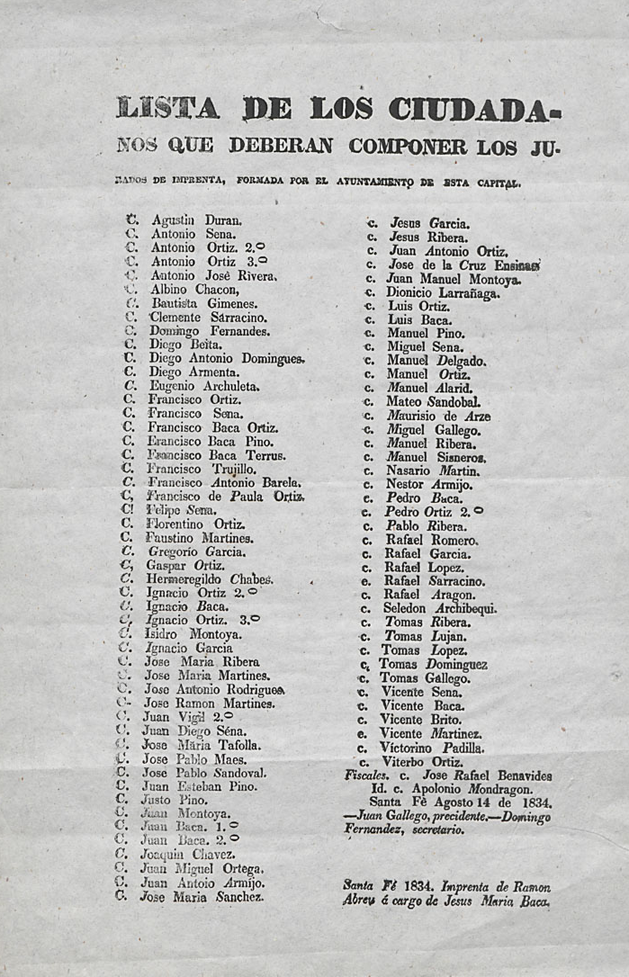 LISTA DE LOS CIUDADA-
NOS QUE DEBERAN COMPONER LOS JU-
RADOS DE IMPRENTA, FORMADA POR EL AYUNTAMIENTO DE ESTA CAPITAL.
C. Agustin Duran.
C. Antonio Sena.
C. Antonio Ortiz. 2.º
C. Antonio Ortiz 3.º
C. Antonio José Rivera.
C. Albino Chacon,
C. Bautista Gimenes.
C. Clemente Sarracino.
C. Domingo Fernandes.
C. Diego Beita.
C. Diego Antonio Domingues.
C. Diego Armenta.
C. Eugenio Archuleta.
C. Francisco Ortiz.
C. Francisco Sena.
C. Francisco Baca Ortiz.
C. Francisco Baca Pino.
C. Francisco Baca Terrus.
C. Francisco Trujillo.
C. Francisco Antonio Barela.
C, Francisco de Paula Ortiz.
C! Felipe Sena.
C. Florentino Ortiz.
C. Faustino Martines.
C. Gregorio Garcia.
C, Gaspar Ortiz.
C. Hermeregildo Chabes.
C. Ignacio Ortiz 2.º
C. Ignacio Baca.
C, Ignacio Ortiz. 3.º
C. Isidro Montoya.
C. Ignacio Garcia
C. Jose Maria Ribera
C. Jose Maria Martines.
C. Jose Antonio Rodrigues
C- Jose Ramon Martines.
C. Juan Vigil 2.º
C. Juan Diego Séna.
C. Jose Maria Tafolla.
C. Jose Pablo Maes.
C. Jose Pablo Sandoval.
C. Juan Esteban Pino.
C. Justo Pino.
C. Juan Montoya.
C. Juan Baca. 1.º
C. Juan Baca. 2.º
C. Joaquin Chavez.
C. Juan Miguel Ortega.
C. Juan Antoio Armijo.
C. Jose Maria Sanchez.
c. Jesus Garcia.
c. Jesus Ribera.
c. Juan Antonio Ortiz.
c. Jose de la Cruz Ensinas
c. Juan Manuel Montoya.
c. Dionicio Larrañaga.
c. Luis Ortiz.
c. Luis Baca.
c. Manuel Pino.
c. Miguel Sena.
c. Manuel Delgado.
c. Manuel Ortiz.
c. Manuel Alarid.
c. Mateo Sandobal.
c. Maurisio de Arze
c. Miguel Gallego.
c. Manuel Ribera.
c. Manuel Sisneros.
c. Nasario Martin.
c. Nestor Armijo.
c. Pedro Baca.
c. Pedro Ortiz 2.º
c. Pablo Ribera.
c. Rafael Romero.
c. Rafael Garcia.
c. Rafael Lopez.
e. Rafael Sarracino.
c. Rafael Aragon.
c. Seledon Archibequi.
c. Tomas Ribera.
c. Tomas Lujan.
c. Tomas Lopez.
c, Tomas Dominguez
c. Tomas Gallego.
c. Vicente Sena.
c. Vicente Baca.
c. Vicente Brito.
e. Vicente Martinez.
c. Victorino Padilla.
c. Viterbo Ortiz.
Fiscales. c. Jose Rafael Benavides
Id. c. Apolonio Mondragon.
Santa Fè Agosto 14 de 1834.
—Juan Gallego, precidente.—Domingo
Fernandez, secretario.
Santa Fé 1834. Imprenta de Ramon
Abreu á cargo de Jesus Maria Baca.